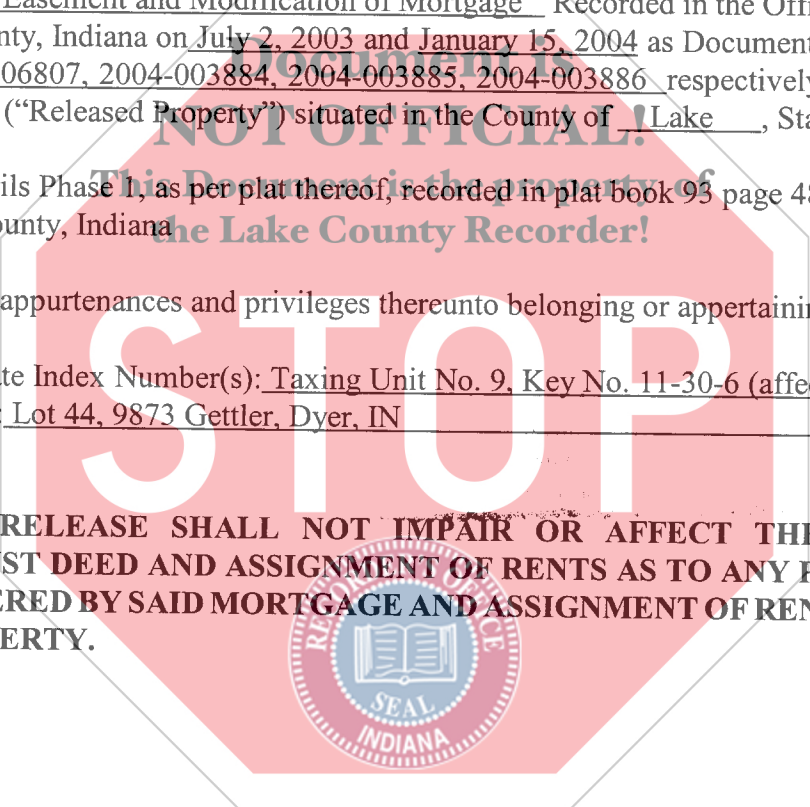 Easement and Modification of Mortgage Recorded in the Offi
nty, Indiana on July 2, 2003 and January 15, 2004 as Document
06807, 2004-003884, 2004-003885, 2004-003886 respectively
("Released Property") situated in the County of Lake, Sta
ils Phase 1, as per plat thereof, recorded in plat book 93 page 48
ounty, Indiana
appurtenances and privileges thereunto belonging or appertainin
te Index Number(s): Taxing Unit No. 9, Key No. 11-30-6 (affe
: Lot 44, 9873 Gettler, Dyer, IN
RELEASE SHALL NOT IMPAIR OR AFFECT THE
ST DEED AND ASSIGNMENT OF RENTS AS TO ANY
ERED BY SAID MORTGAGE AND ASSIGNMENT OF REN
ERTY.
Document is
NOT OFFICIAL!
This Document is the property of
the Lake County Recorder!
STOP
SEAL
INDIANA